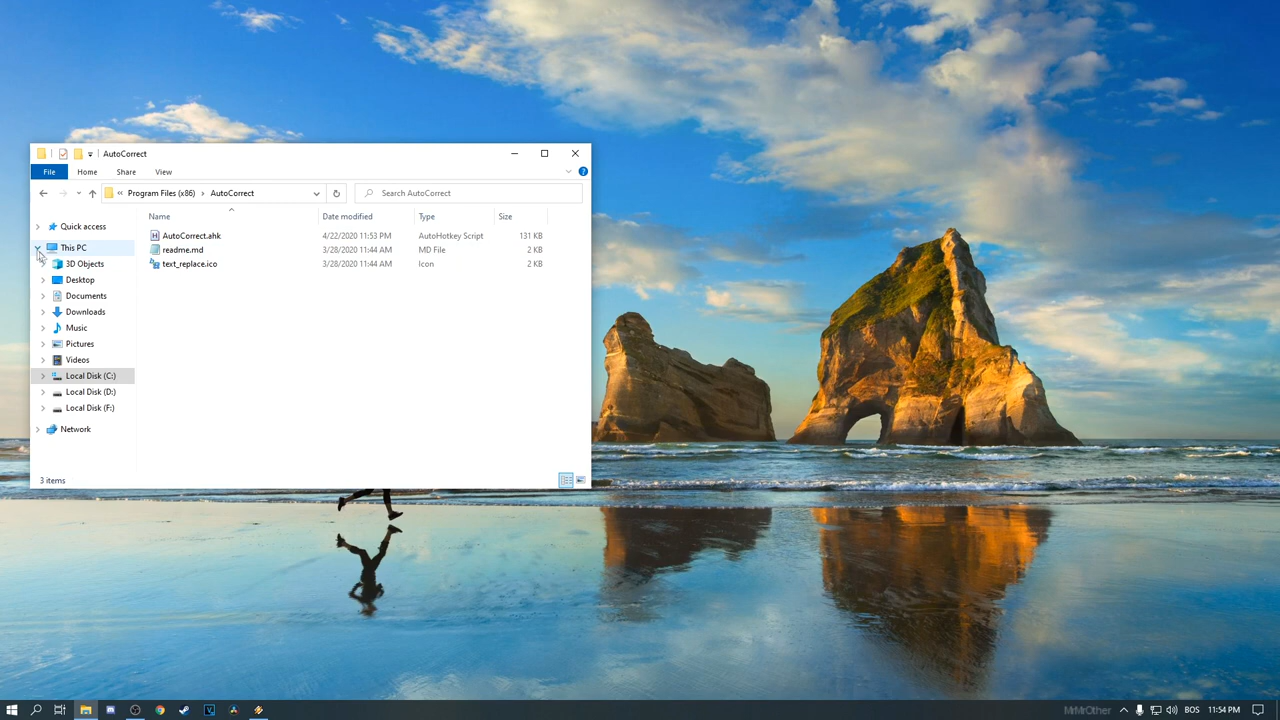 AutoCorrect
File Home Share View
« Program Files (x86) › AutoCorrect
Search AutoCorrect
Name Date modified Type Size
AutoCorrect.ahk 4/22/2020 11:53 PM AutoHotkey Script 131 KB
readme.md 3/28/2020 11:44 AM MD File 2 KB
text_replace.ico 3/28/2020 11:44 AM Icon 2 KB
Quick access
This PC
3D Objects
Desktop
Documents
Downloads
Music
Pictures
Videos
Local Disk (C:)
Local Disk (D:)
Local Disk (F:)
Network
3 items
MrMrOther BOS 11:54 PM